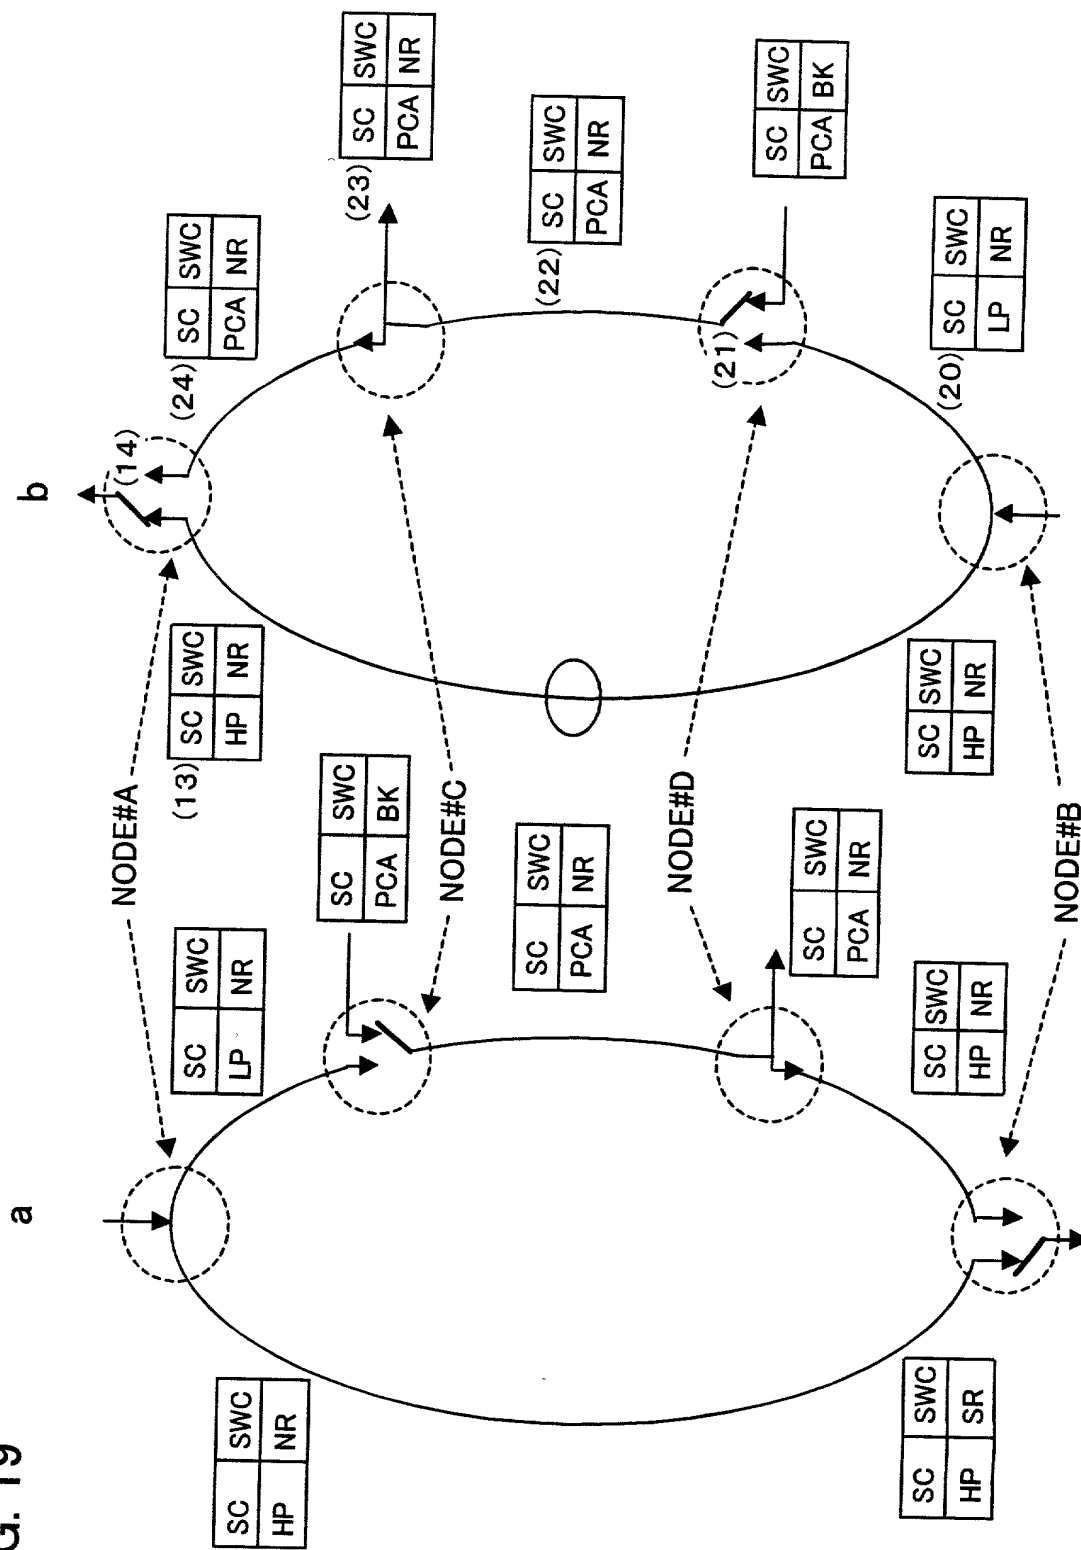 G. 19
a
b
NODE#A
NODE#C
NODE#D
NODE#B
SC SWC
HP NR
SC SWC
HP SR
SC SWC
LP NR
SC SWC
PCA BK
SC SWC
PCA NR
SC SWC
PCA NR
SC SWC
HP NR
(13)
SC SWC
HP NR
SC SWC
HP NR
(14)
(24)
SC SWC
PCA NR
(23)
SC SWC
PCA NR
(22)
SC SWC
PCA NR
(21)
SC SWC
PCA BK
(20)
SC SWC
LP NR